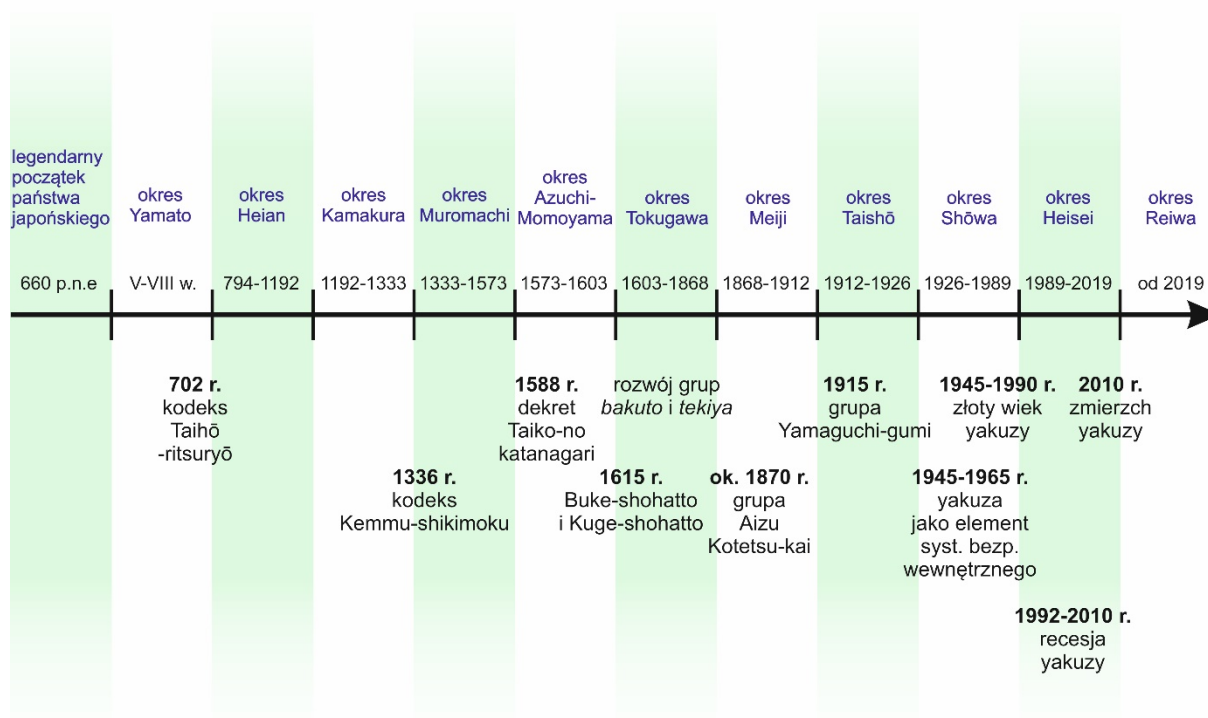 legendarny
początek
państwa
japońskiego
okres
Yamato
okres
Heian
okres
Kamakura
okres
Muromachi
okres
Azuchi-
Momoyama
okres
Tokugawa
okres
Meiji
okres
Taishō
okres
Shōwa
okres
Heisei
okres
Reiwa
660 p.n.e
V-VIII w.
794-1192
1192-1333
1333-1573
1573-1603
1603-1868
1868-1912
1912-1926
1926-1989
1989-2019
od 2019
702 r.
kodeks
Taihō
-ritsuryō
1336 r.
kodeks
Kemmu-shikimoku
1588 r.
dekret
Taiko-no
katanagari
rozwój grup
bakuto i tekiya
1615 r.
Buke-shohatto
i Kuge-shohatto
ok. 1870 r.
grupa
Aizu
Kotetsu-kai
1915 r.
grupa
Yamaguchi-gumi
1945-1990 r.
złoty wiek
yakuzy
1945-1965 r.
yakuza
jako element
syst. bezp.
wewnętrznego
2010 r.
zmierzch
yakuzy
1992-2010 r.
recesja
yakuzy